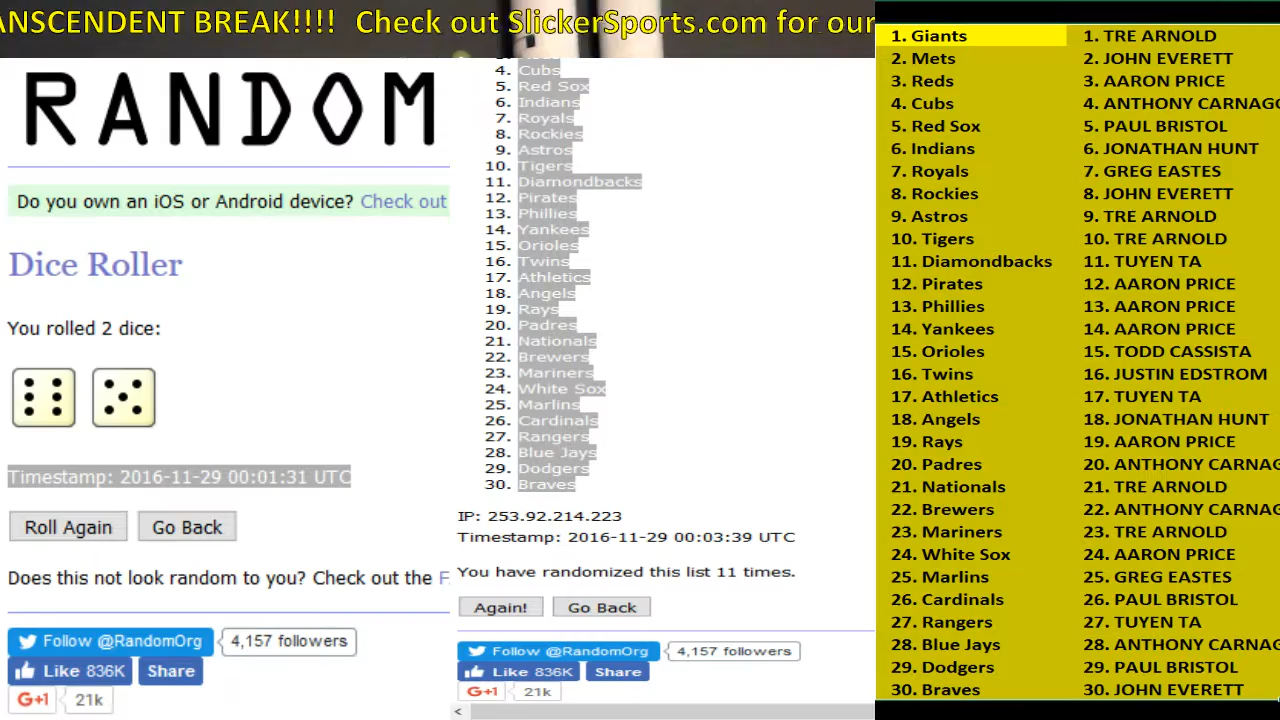 ANSCENDENT BREAK!!!! Check out SlickerSports.com for our
RANDOM
Do you own an iOS or Android device? Check out
Dice Roller
You rolled 2 dice:
Timestamp: 2016-11-29 00:01:31 UTC
Roll Again
Go Back
Does this not look random to you? Check out the F
Follow @RandomOrg
4,157 followers
Like 836K
Share
G+1
21k
4. Cubs
5. Red Sox
6. Indians
7. Royals
8. Rockies
9. Astros
10. Tigers
11. Diamondbacks
12. Pirates
13. Phillies
14. Yankees
15. Orioles
16. Twins
17. Athletics
18. Angels
19. Rays
20. Padres
21. Nationals
22. Brewers
23. Mariners
24. White Sox
25. Marlins
26. Cardinals
27. Rangers
28. Blue Jays
29. Dodgers
30. Braves
IP: 253.92.214.223
Timestamp: 2016-11-29 00:03:39 UTC
You have randomized this list 11 times.
Again!
Go Back
Follow @RandomOrg
4,157 followers
Like 836K
Share
G+1
21k
1. Giants 1. TRE ARNOLD
2. Mets 2. JOHN EVERETT
3. Reds 3. AARON PRICE
4. Cubs 4. ANTHONY CARNAGO
5. Red Sox 5. PAUL BRISTOL
6. Indians 6. JONATHAN HUNT
7. Royals 7. GREG EASTES
8. Rockies 8. JOHN EVERETT
9. Astros 9. TRE ARNOLD
10. Tigers 10. TRE ARNOLD
11. Diamondbacks 11. TUYEN TA
12. Pirates 12. AARON PRICE
13. Phillies 13. AARON PRICE
14. Yankees 14. AARON PRICE
15. Orioles 15. TODD CASSISTA
16. Twins 16. JUSTIN EDSTROM
17. Athletics 17. TUYEN TA
18. Angels 18. JONATHAN HUNT
19. Rays 19. AARON PRICE
20. Padres 20. ANTHONY CARNAG
21. Nationals 21. TRE ARNOLD
22. Brewers 22. ANTHONY CARNAG
23. Mariners 23. TRE ARNOLD
24. White Sox 24. AARON PRICE
25. Marlins 25. GREG EASTES
26. Cardinals 26. PAUL BRISTOL
27. Rangers 27. TUYEN TA
28. Blue Jays 28. ANTHONY CARNAG
29. Dodgers 29. PAUL BRISTOL
30. Braves 30. JOHN EVERETT